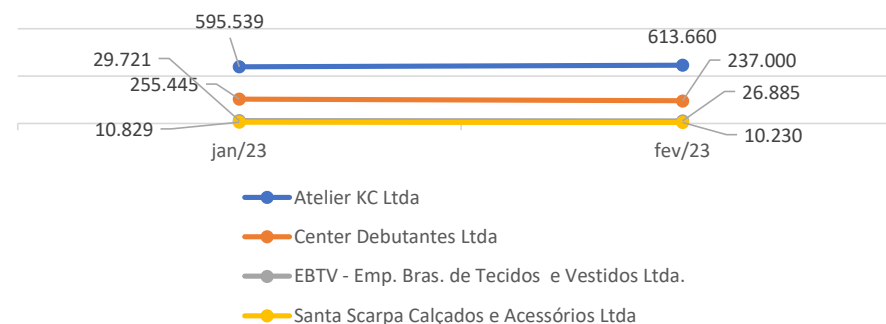 595.539
613.660
29.721
237.000
255.445
26.885
10.829
10.230
jan/23
fev/23
Atelier KC Ltda
Center Debutantes Ltda
EBTV - Emp. Bras. de Tecidos  e Vestidos Ltda.
Santa Scarpa Calçados e Acessórios Ltda